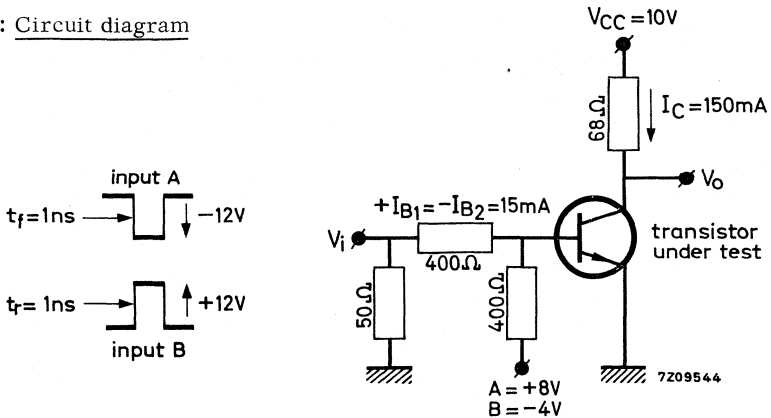 : Circuit diagram
V_CC=10V
68Ω
I_C=150mA
input A
t_f=1ns
−12V
V_o
+I_B1=−I_B2=15mA
V_i
400Ω
transistor
under test
50Ω
400Ω
t_r=1ns
+12V
input B
A=+8V
B=−4V
7Z09544